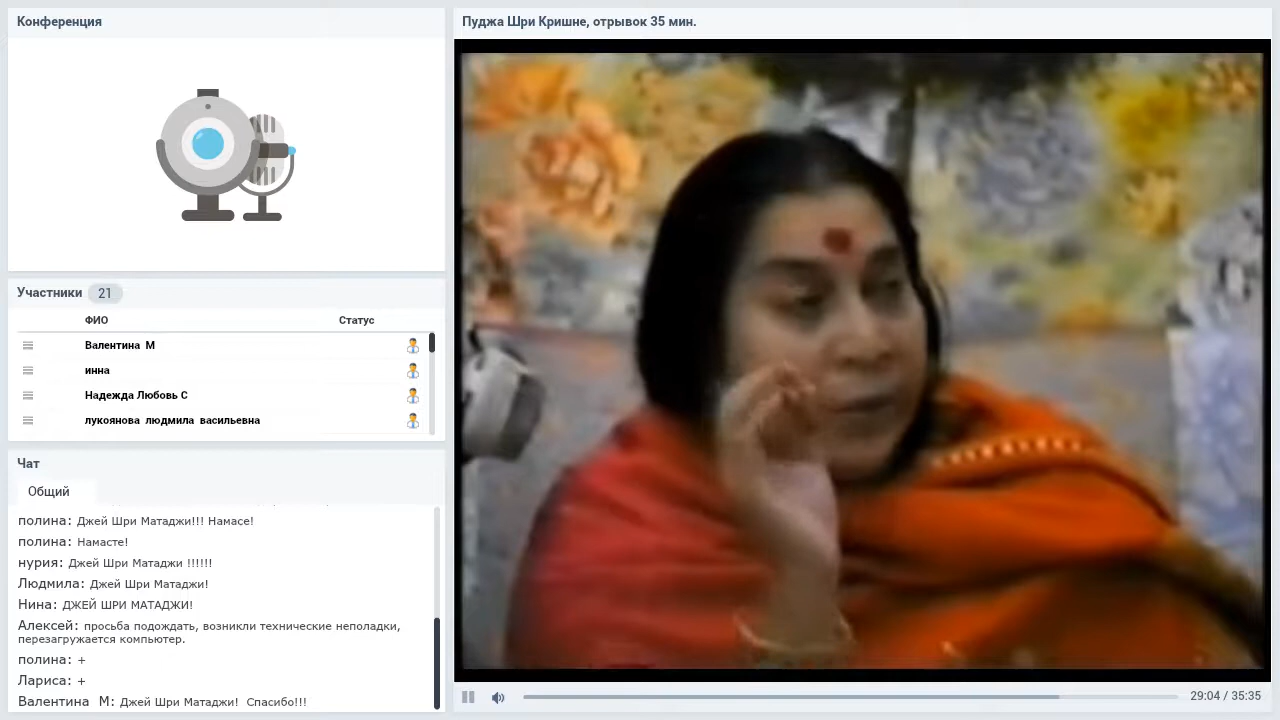 Конференция
Пуджа Шри Кришне, отрывок 35 мин.
Участники 21
ФИО Статус
Валентина М
инна
Надежда Любовь С
лукоянова людмила васильевна
Чат
Общий
полина: Джей Шри Матаджи!!! Намасе!
полина: Намасте!
нурия: Джей Шри Матаджи !!!!!!
Людмила: Джей Шри Матаджи!
Нина: ДЖЕЙ ШРИ МАТАДЖИ!
Алексей: просьба подождать, возникли технические неполадки,
перезагружается компьютер.
полина: +
Лариса: +
Валентина М: Джей Шри Матаджи! Спасибо!!!
29:04 / 35:35